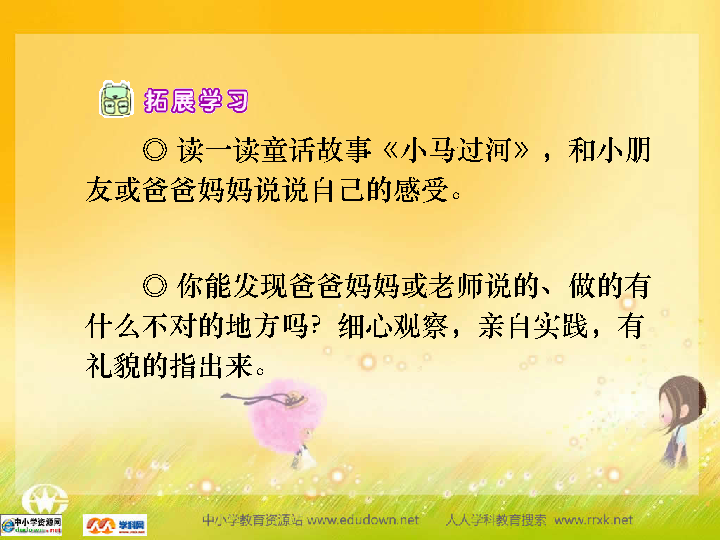 拓展学习
◎ 读一读童话故事《小马过河》，和小朋
友或爸爸妈妈说说自己的感受。
◎ 你能发现爸爸妈妈或老师说的、做的有
什么不对的地方吗？细心观察，亲自实践，有
礼貌的指出来。
中小学资源网
学科网
中小学教育资源站 www.edudown.net 人人学科教育搜索 www.rrxk.net